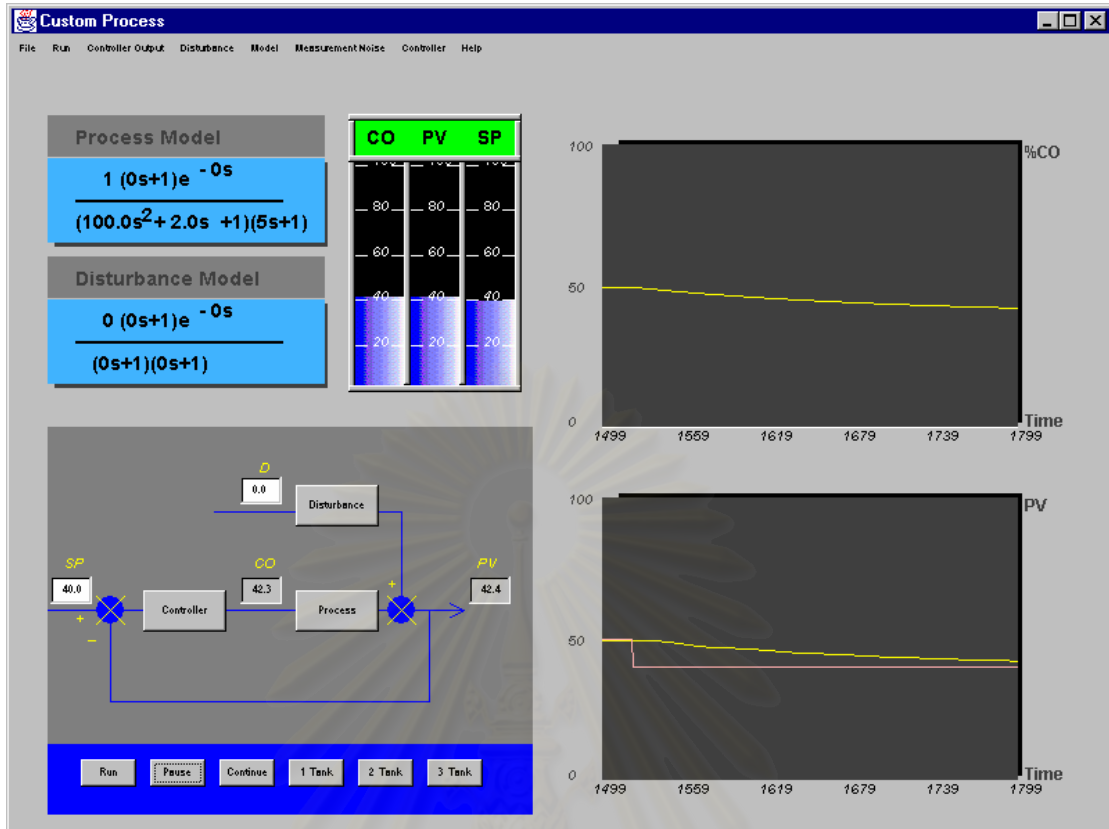 Custom Process
File Run Controller Output Disturbance Model Measurement Noise Controller Help
Process Model
1 (0s+1)e - 0s
(100.0s2+ 2.0s +1)(5s+1)
Disturbance Model
0 (0s+1)e - 0s
(0s+1)(0s+1)
CO PV SP
100 100 100
80 80 80
60 60 60
40 40 40
20 20 20
%CO
100
50
0
Time
1499 1559 1619 1679 1739 1799
D
0.0
Disturbance
SP
40.0
CO
42.3
PV
42.4
+
+
–
Controller
Process
Run Pause Continue 1 Tank 2 Tank 3 Tank
PV
100
50
0
Time
1499 1559 1619 1679 1739 1799